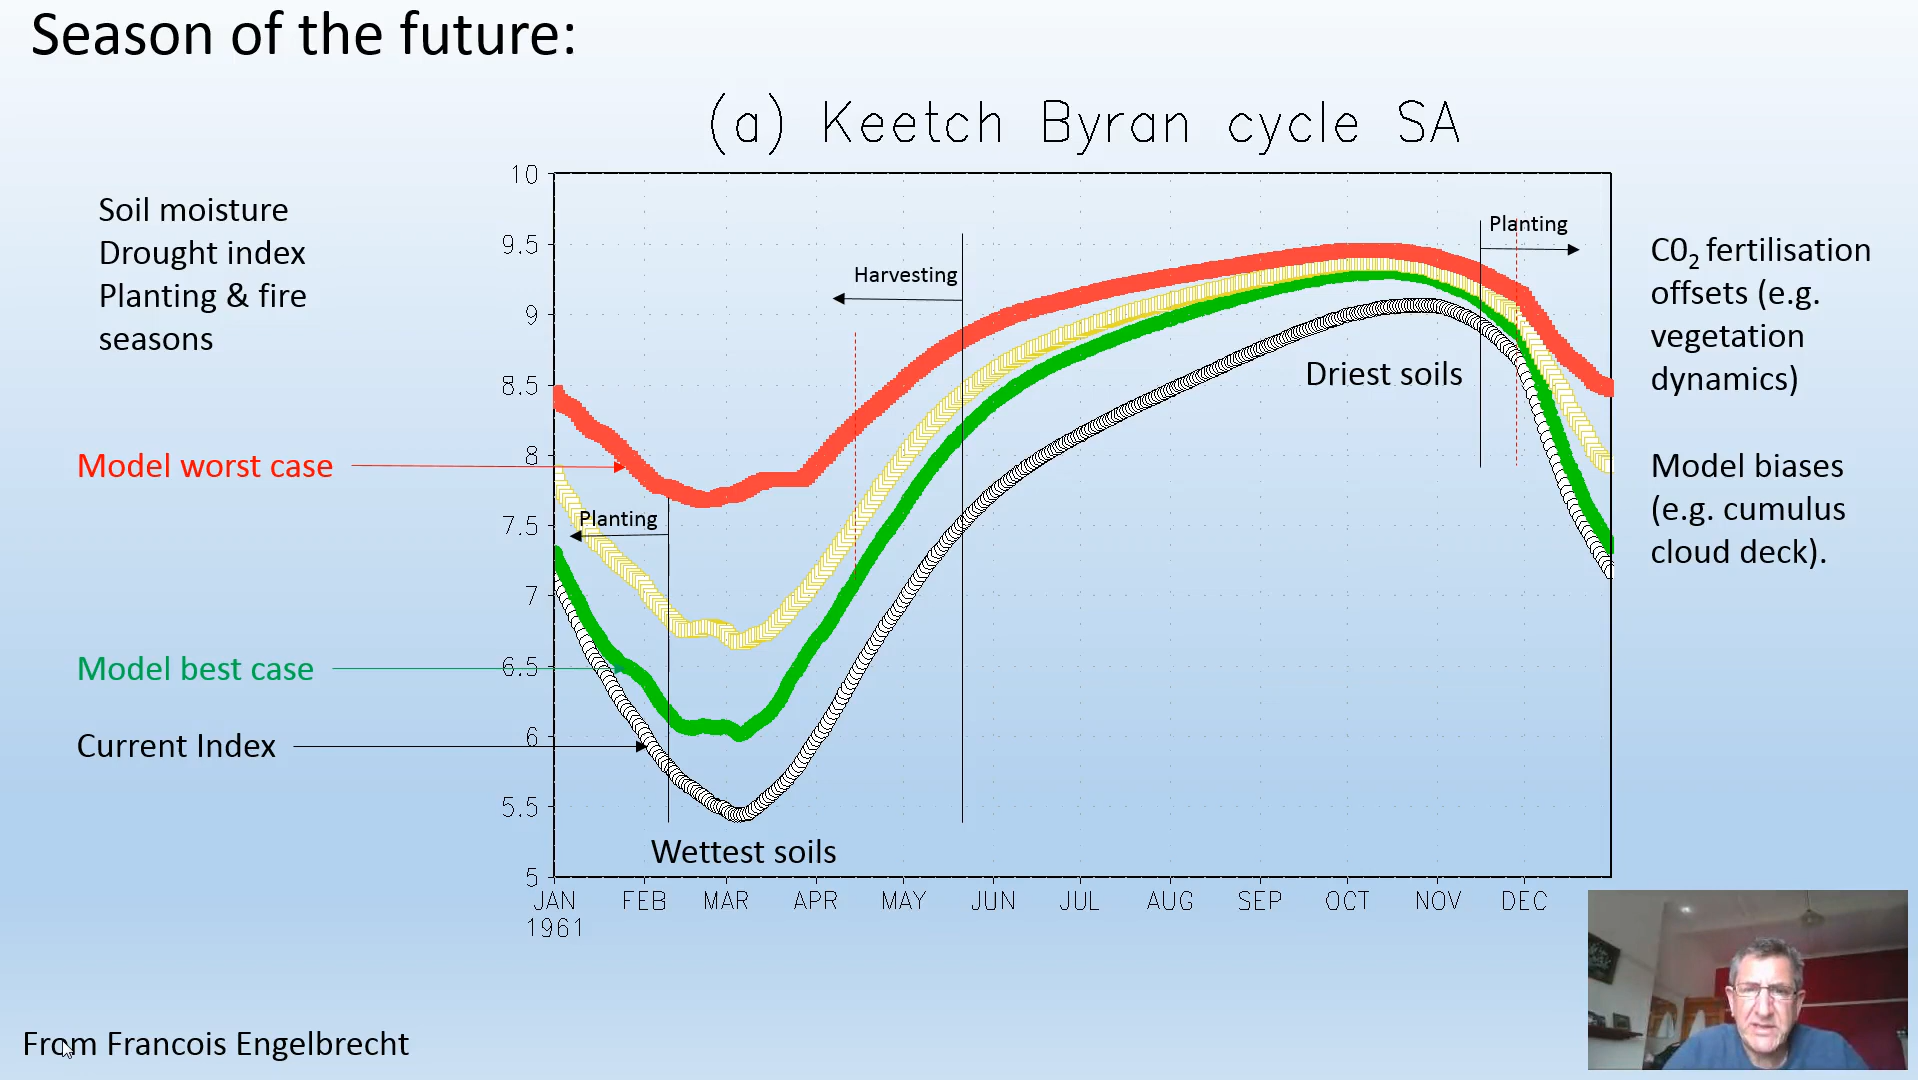 Season of the future:
(a) Keetch Byran cycle SA
Soil moisture
Drought index
Planting & fire
seasons
Model worst case
Model best case
Current Index
10
9.5
9
8.5
8
7.5
7
6.5
6
5.5
5
Planting
Harvesting
Planting
Driest soils
Wettest soils
JAN FEB MAR APR MAY JUN JUL AUG SEP OCT NOV DEC
1961
C0₂ fertilisation
offsets (e.g.
vegetation
dynamics)
Model biases
(e.g. cumulus
cloud deck).
From Francois Engelbrecht